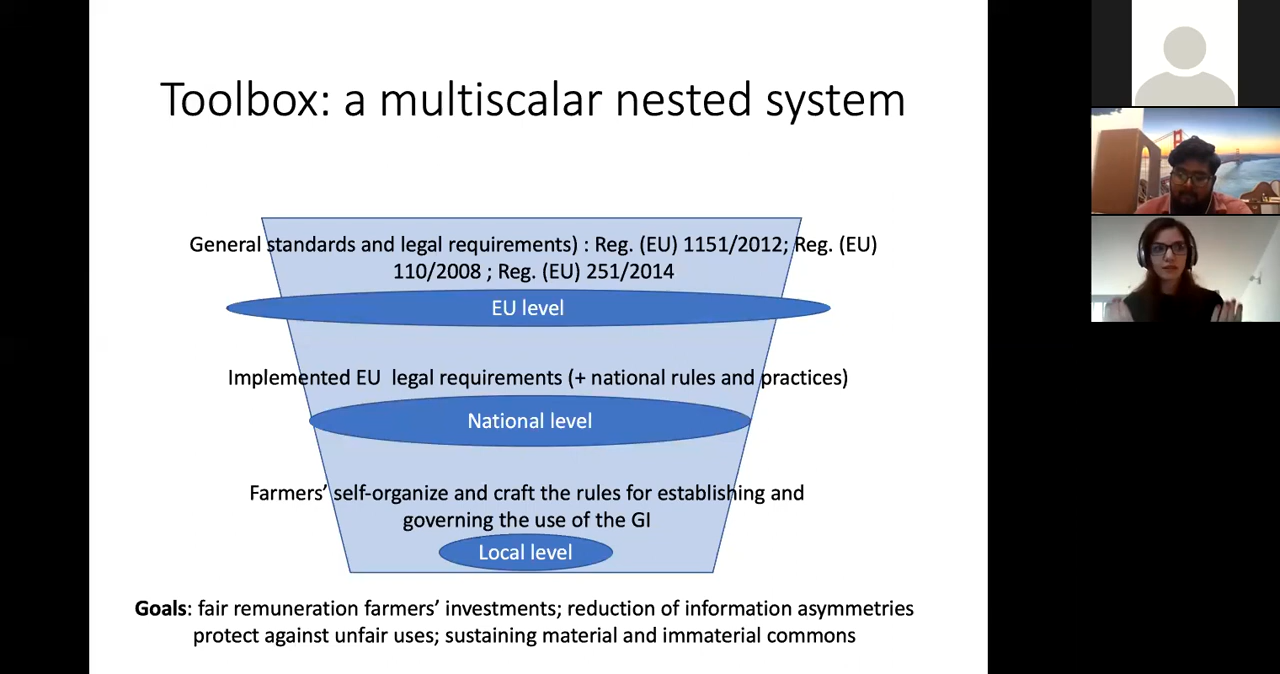 Toolbox: a multiscalar nested system
General standards and legal requirements) : Reg. (EU) 1151/2012; Reg. (EU)
110/2008 ; Reg. (EU) 251/2014
EU level
Implemented EU  legal requirements (+ national rules and practices)
National level
Farmers’ self-organize and craft the rules for establishing and
governing the use of the GI
Local level
Goals: fair remuneration farmers’ investments; reduction of information asymmetries
protect against unfair uses; sustaining material and immaterial commons